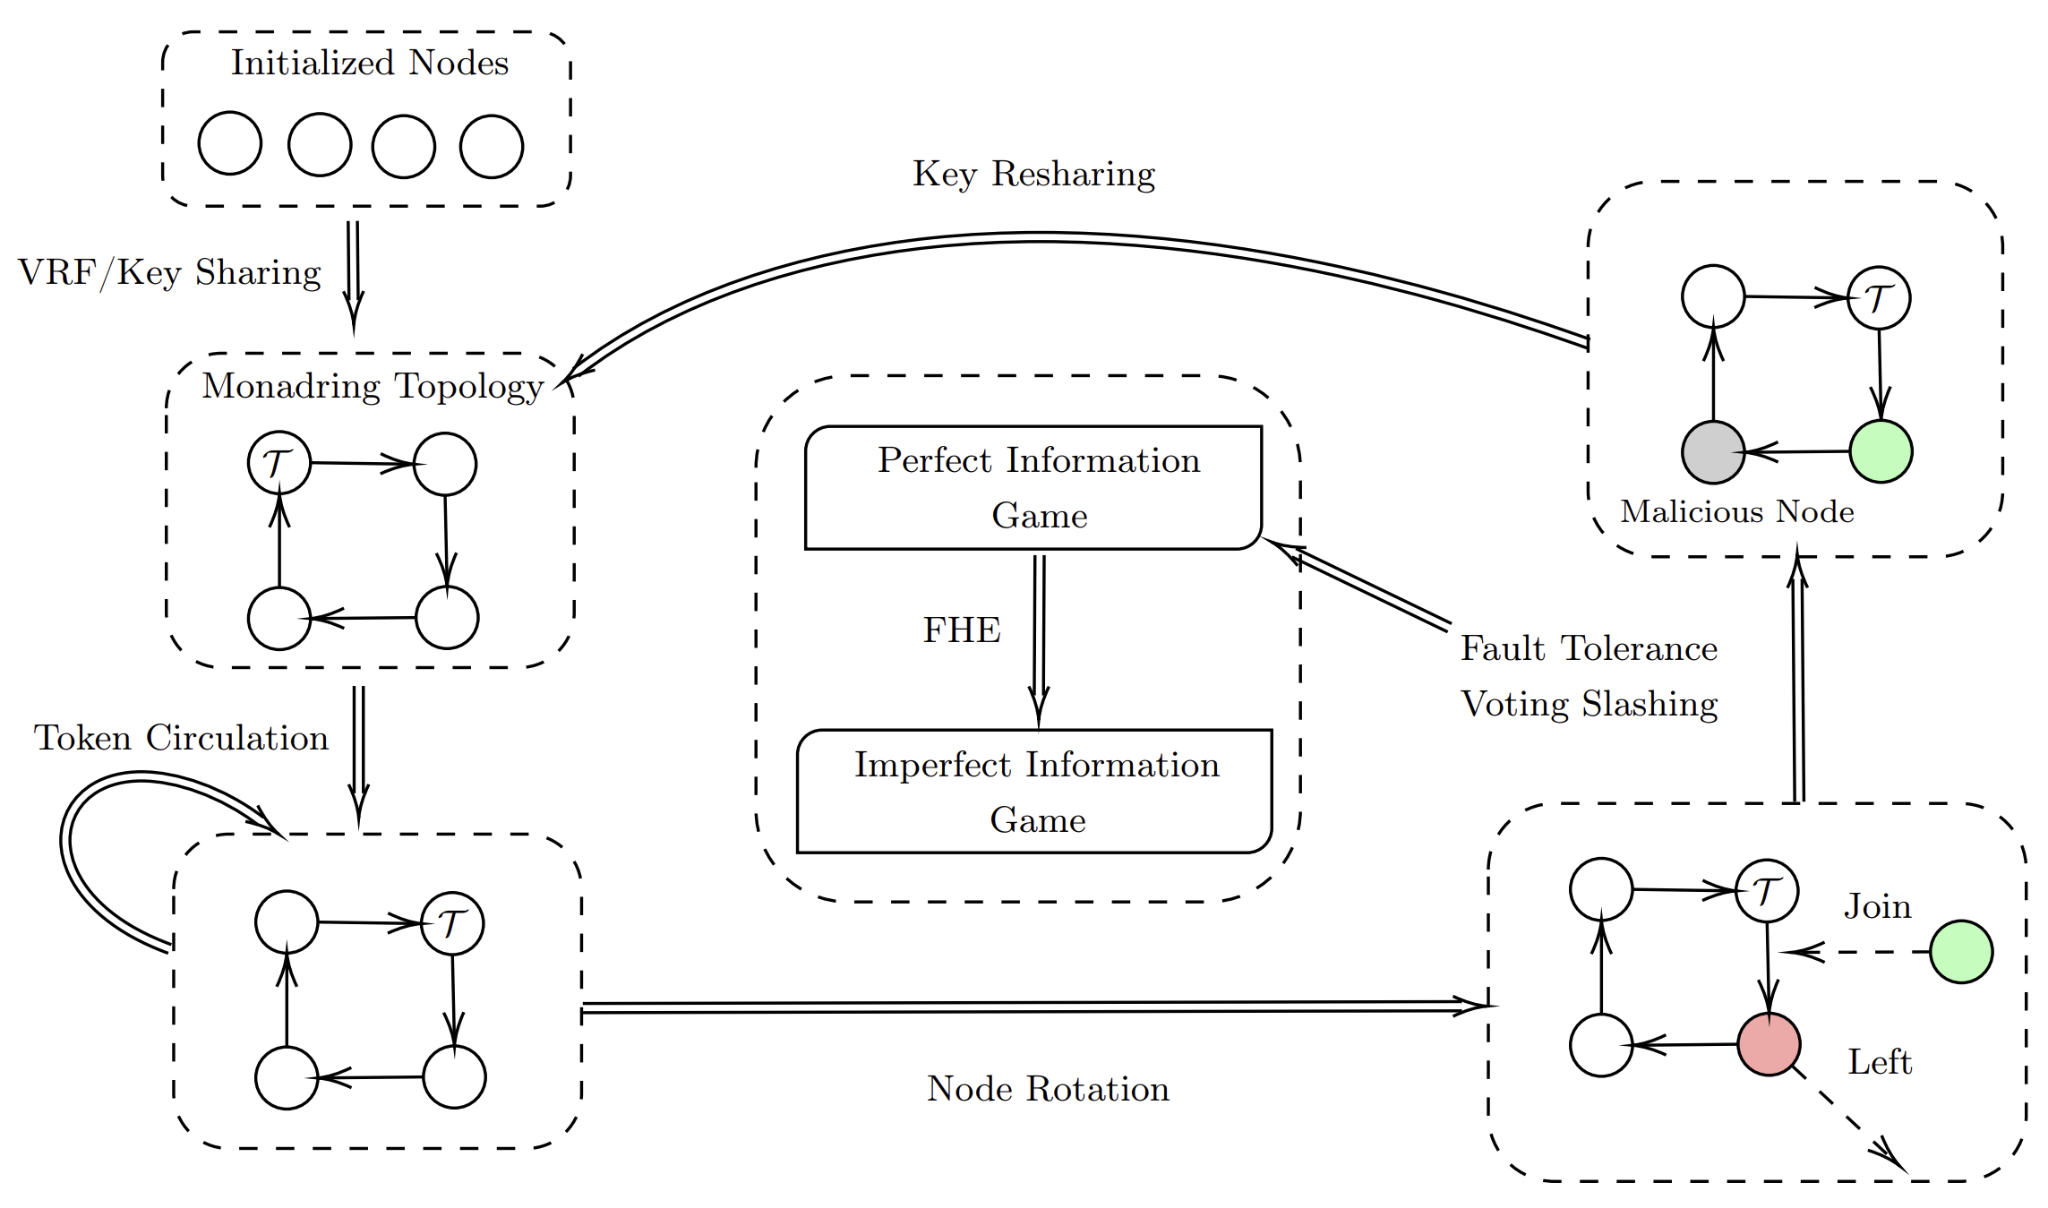 Initialized Nodes
VRF/Key Sharing
Monadring Topology
𝒯
Token Circulation
𝒯
Key Resharing
Perfect Information
Game
FHE
Imperfect Information
Game
Fault Tolerance
Voting Slashing
Node Rotation
𝒯
Malicious Node
𝒯
Join
Left